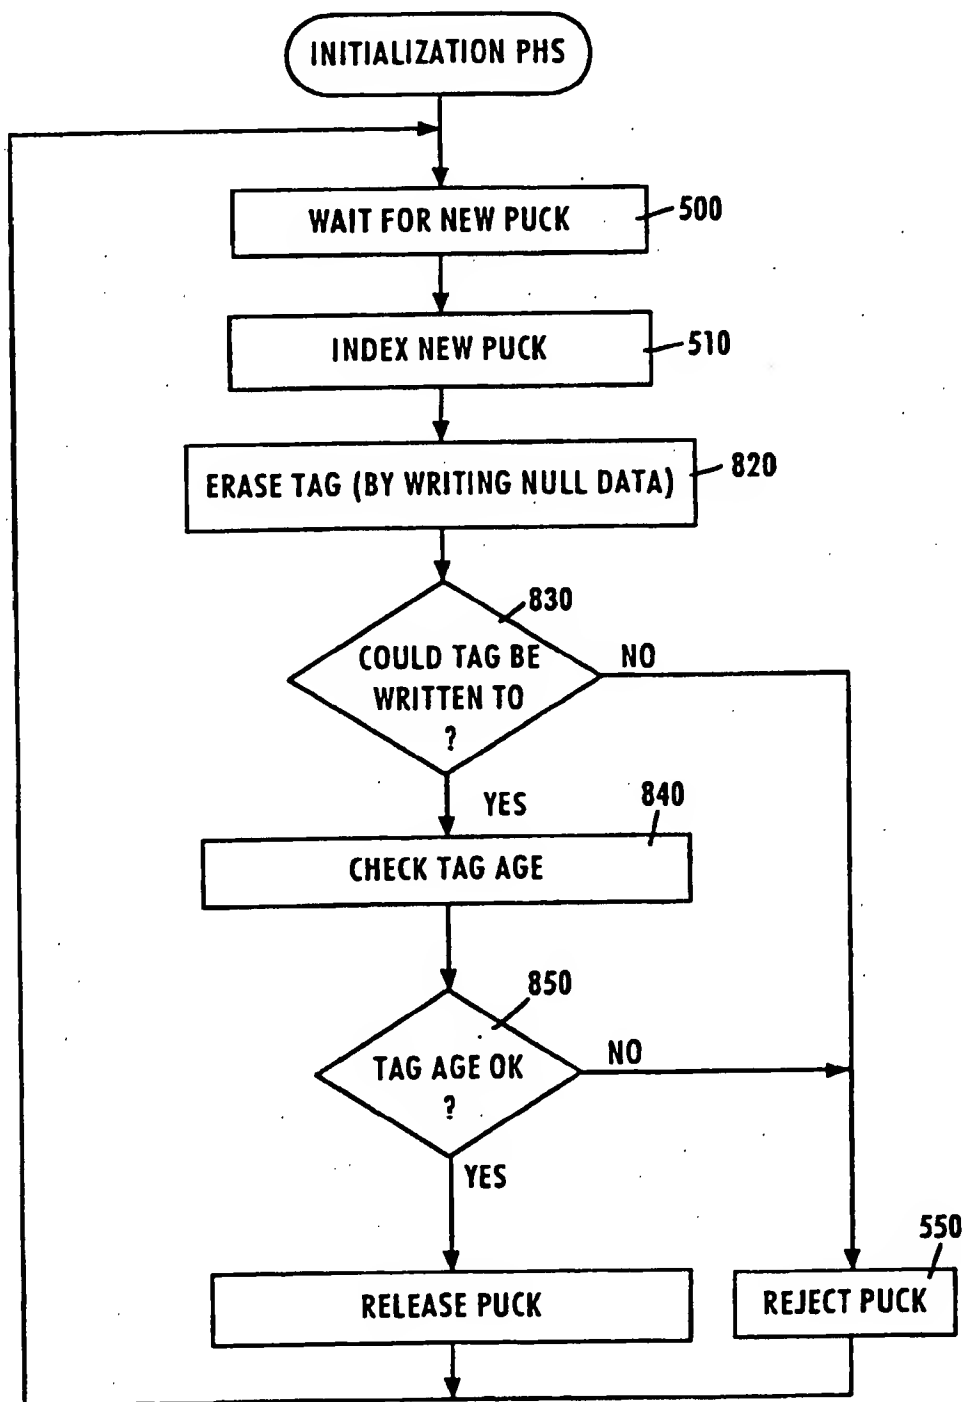 INITIALIZATION PHS
WAIT FOR NEW PUCK
500
INDEX NEW PUCK
510
ERASE TAG (BY WRITING NULL DATA)
820
830
COULD TAG BE
WRITTEN TO
?
NO
YES
840
CHECK TAG AGE
850
TAG AGE OK
?
NO
YES
550
RELEASE PUCK
REJECT PUCK